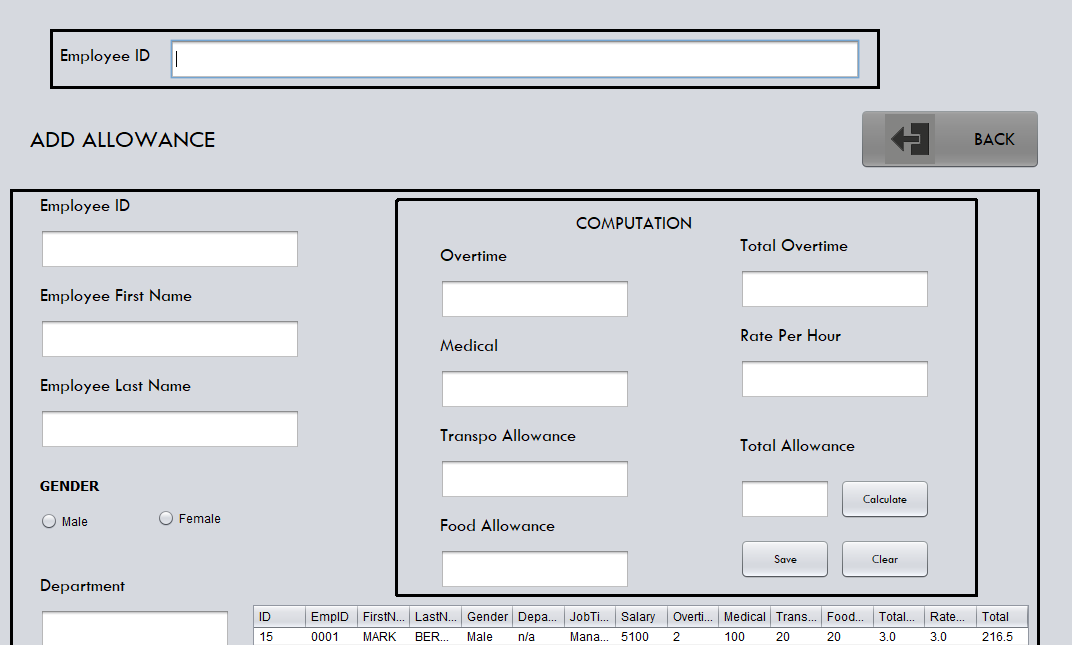 Employee ID
ADD ALLOWANCE
BACK
Employee ID
Employee First Name
Employee Last Name
GENDER
Male Female
Department
COMPUTATION
Overtime
Medical
Transpo Allowance
Food Allowance
Total Overtime
Rate Per Hour
Total Allowance
Calculate
Save Clear
ID EmpID FirstN... LastN... Gender Depa... JobTi... Salary Overti... Medical Trans... Food... Total... Rate... Total
15 0001 MARK BER... Male n/a Mana... 5100 2 100 20 20 3.0 3.0 216.5